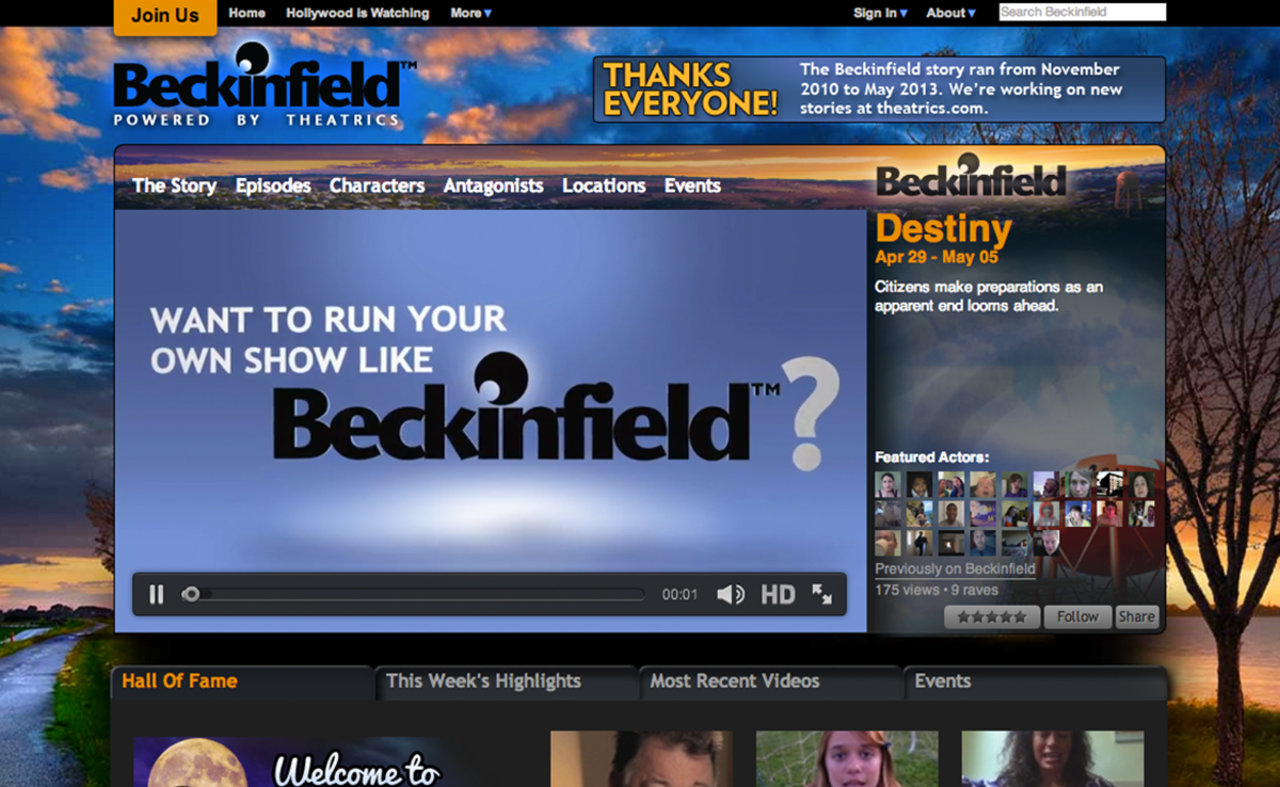 Join Us
Home Hollywood is Watching More
Sign In About Search Beckinfield
Beckinfield™
POWERED BY THEATRICS
THANKS
EVERYONE!
The Beckinfield story ran from November
2010 to May 2013. We're working on new
stories at theatrics.com.
The Story Episodes Characters Antagonists Locations Events
Beckinfield
Destiny
Apr 29 - May 05
Citizens make preparations as an
apparent end looms ahead.
WANT TO RUN YOUR
OWN SHOW LIKE
Beckinfield™?
Featured Actors:
Previously on Beckinfield
175 views • 9 raves
00:01 HD
Follow Share
Hall Of Fame This Week's Highlights Most Recent Videos Events
Welcome to